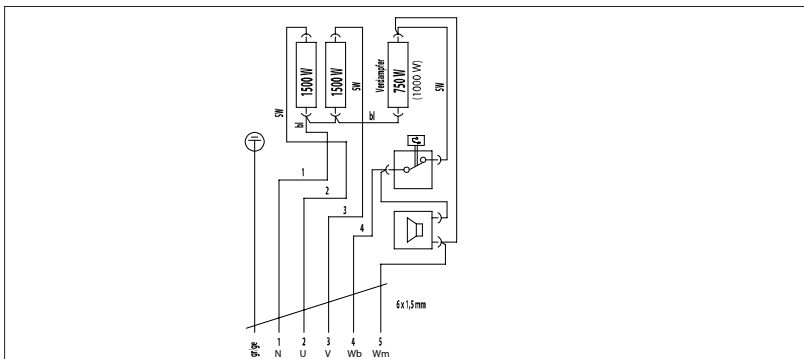 SW
1500 W
1500 W
SW
Verdampfer
750 W
(1000 W)
SW
bl
bl
1
2
3
4
6 x 1,5 mm
gr/ge
1
2
3
4
5
N
U
V
Wb
Wm